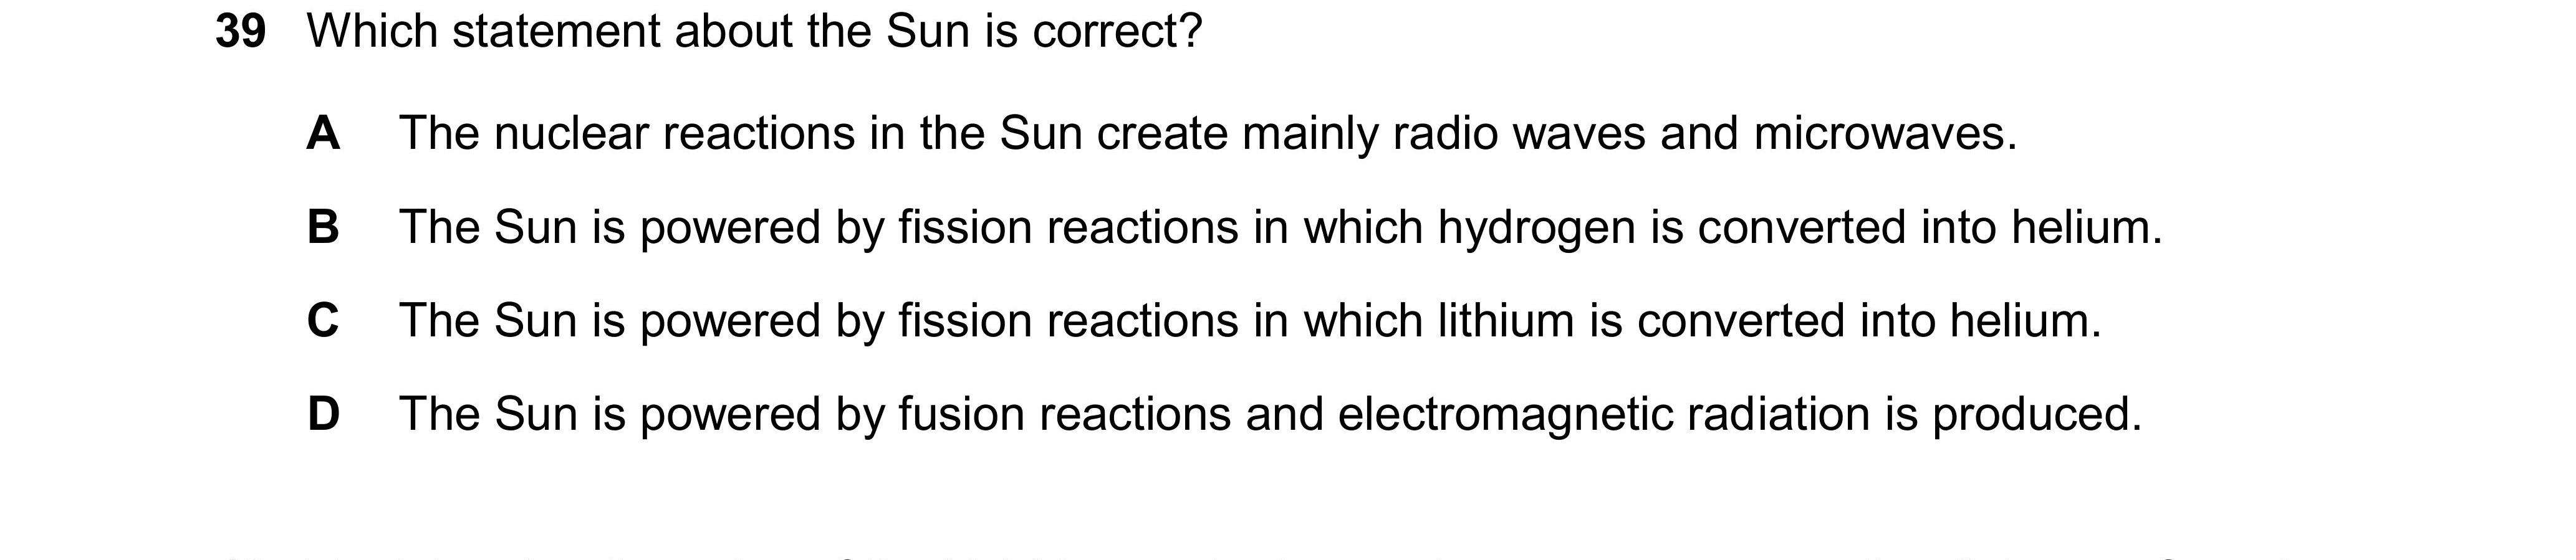 39 Which statement about the Sun is correct?
A The nuclear reactions in the Sun create mainly radio waves and microwaves.
B The Sun is powered by fission reactions in which hydrogen is converted into helium.
C The Sun is powered by fission reactions in which lithium is converted into helium.
D The Sun is powered by fusion reactions and electromagnetic radiation is produced.